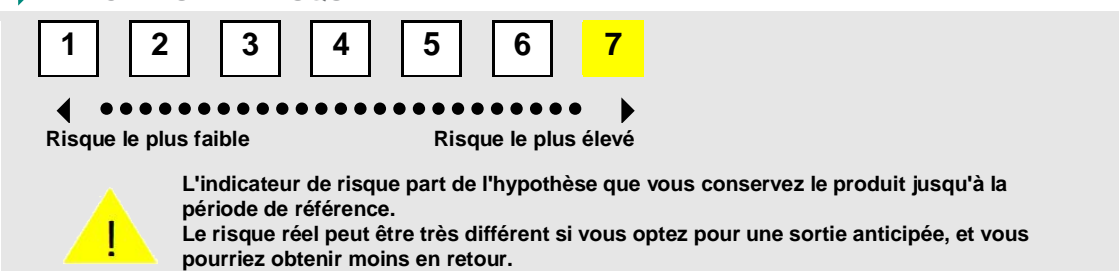 1 2 3 4 5 6 7
Risque le plus faible Risque le plus élevé
L'indicateur de risque part de l'hypothèse que vous conservez le produit jusqu'à la
période de référence.
Le risque réel peut être très différent si vous optez pour une sortie anticipée, et vous
! pourriez obtenir moins en retour.